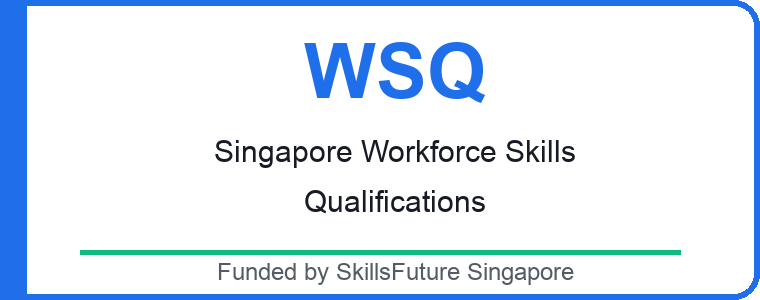 WSQ
Singapore Workforce Skills
Qualifications
Funded by SkillsFuture Singapore